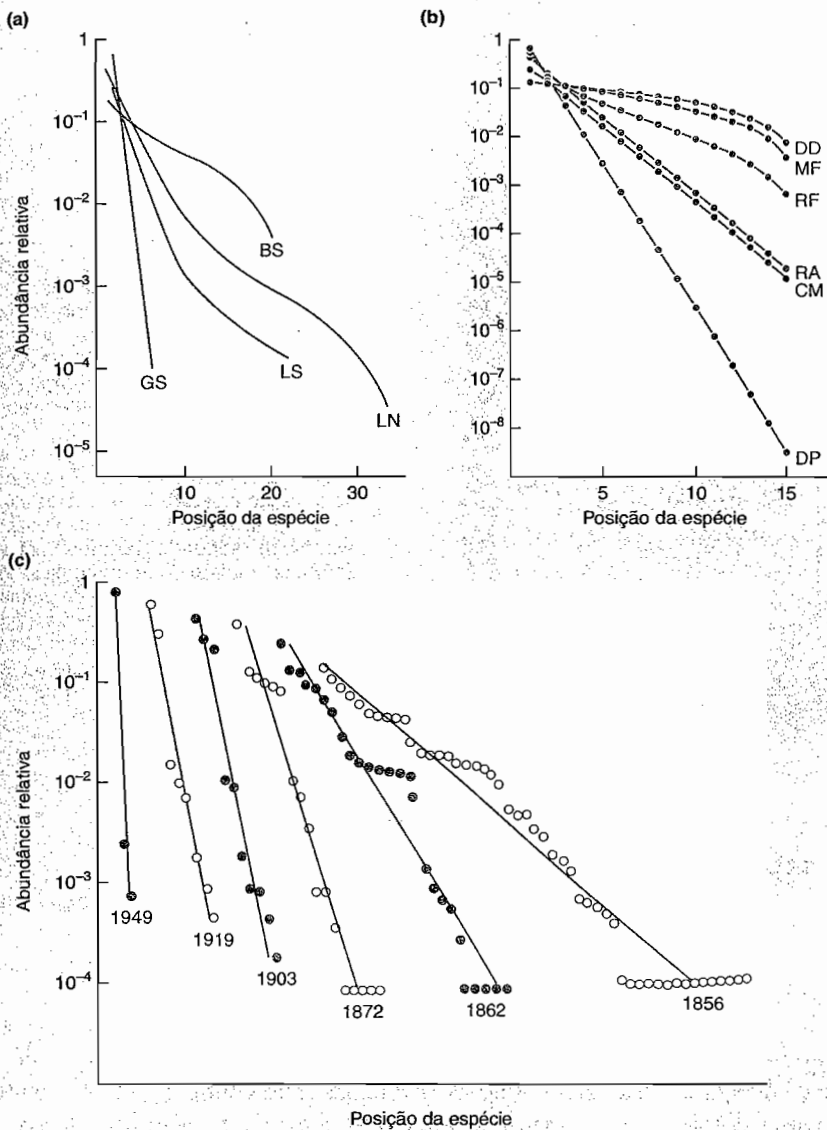 (a)
1
10⁻¹
10⁻²
10⁻³
10⁻⁴
10⁻⁵
Abundância relativa
BS
GS
LS
LN
10
20
30
Posição da espécie
(b)
1
10⁻¹
10⁻²
10⁻³
10⁻⁴
10⁻⁵
10⁻⁶
10⁻⁷
10⁻⁸
DD
MF
RF
RA
CM
DP
5
10
15
Posição da espécie
(c)
1
10⁻¹
10⁻²
10⁻³
10⁻⁴
Abundância relativa
1949
1919
1903
1872
1862
1856
Posição da espécie